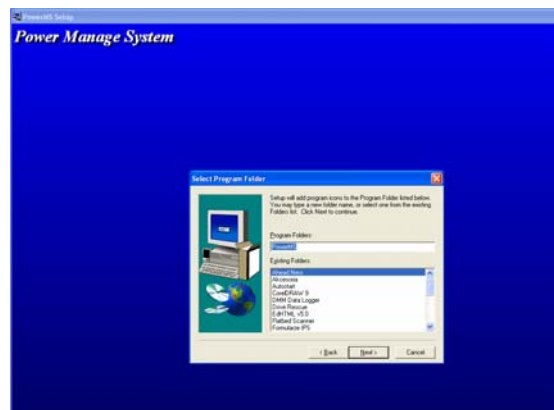 PowerMS Setup
Power Manage System
Select Program Folder
Setup will add program icons to the Program Folder listed below.
You may type a new folder name, or select one from the existing
Folders list. Click Next to continue.
Program Folders:
PowerMS
Existing Folders:
Ahead Nero
Akcesoria
Autostart
CorelDRAW 9
DMM Data Logger
Drive Rescue
EdHTML v5.0
Flatbed Scanner
Formularze IPS
< Back
Next >
Cancel